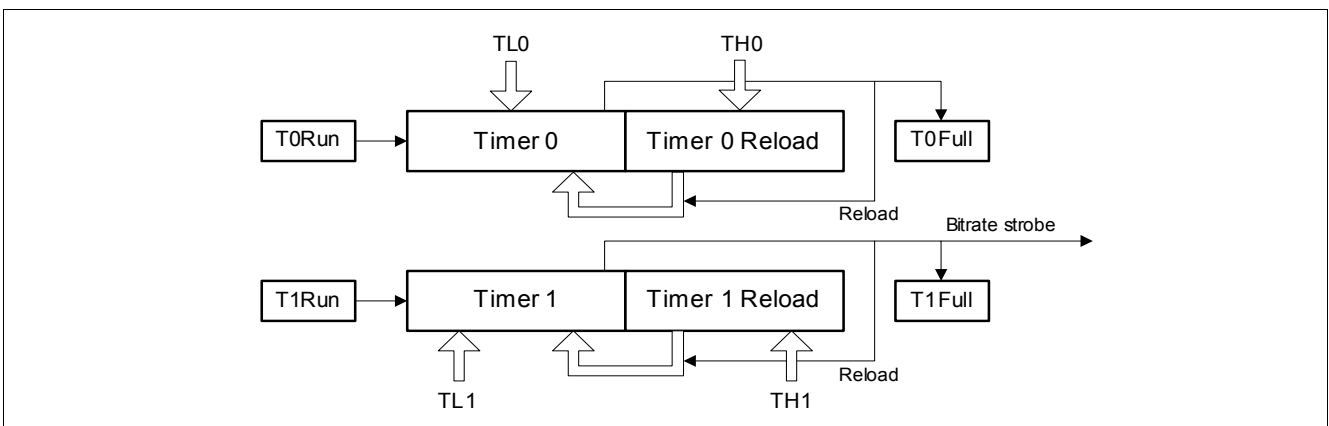 TL0
TH0
T0Run
Timer 0
Timer 0 Reload
T0Full
Reload
Bitrate strobe
T1Run
Timer 1
Timer 1 Reload
T1Full
Reload
TL1
TH1